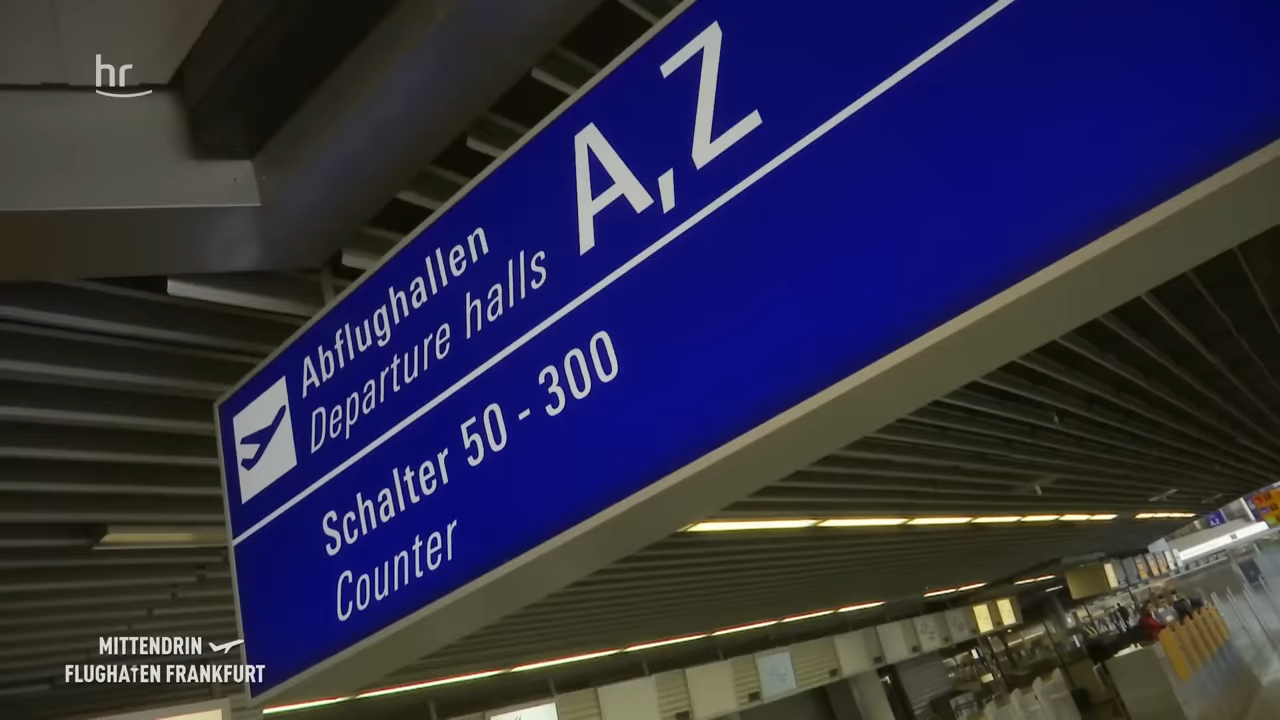 hr
Abflughallen
Departure halls
A, Z
Schalter 50 - 300
Counter
MITTENDRIN
FLUGHAFEN FRANKFURT